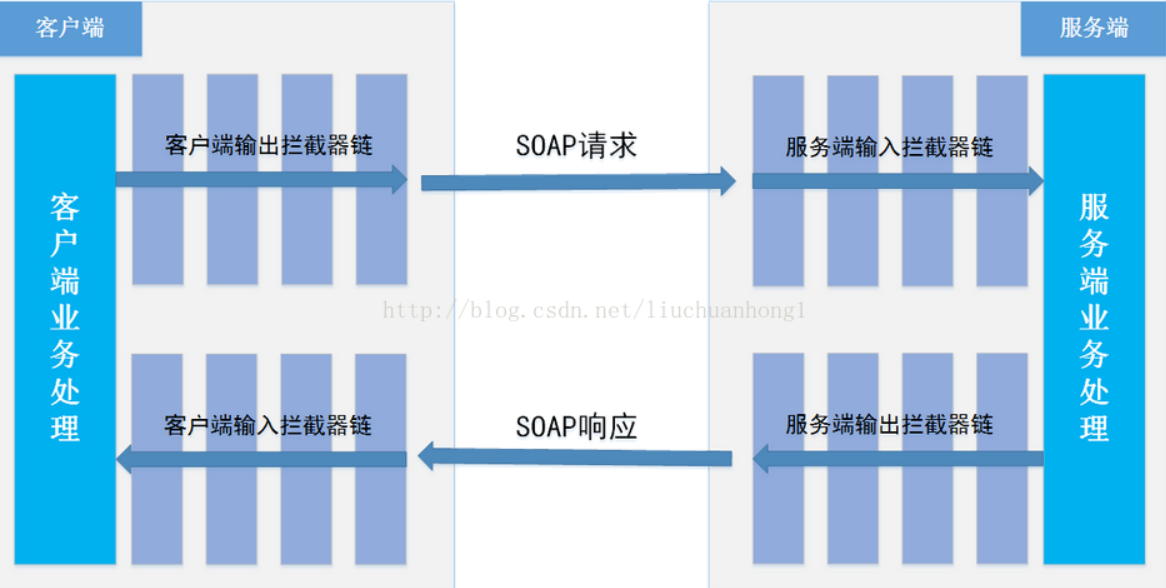 客户端
服务端
客户端输出拦截器链
SOAP请求
服务端输入拦截器链
客户端业务处理
服务端业务处理
http://blog.csdn.net/liuchuanhong1
客户端输入拦截器链
SOAP响应
服务端输出拦截器链